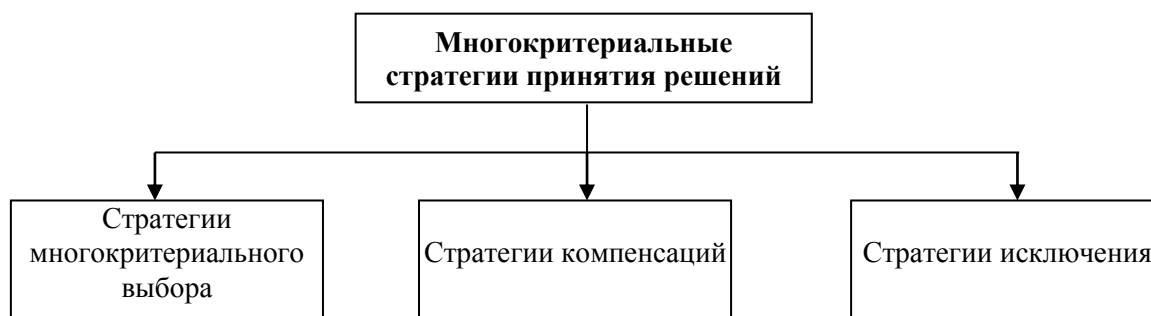 Многокритериальные
стратегии принятия решений
Стратегии
многокритериального
выбора
Стратегии компенсаций
Стратегии исключения